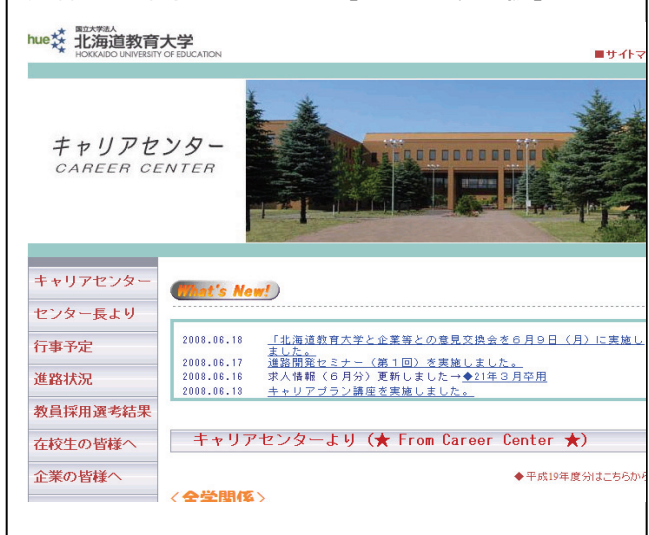 国立大学法人
hue 北海道教育大学
HOKKAIDO UNIVERSITY OF EDUCATION
■サイトマ
キャリアセンター
CAREER CENTER
キャリアセンター
センター長より
行事予定
進路状況
教員採用選考結果
在校生の皆様へ
企業の皆様へ
What's New!
2008.06.18 「北海道教育大学と企業等との意見交換会を６月９日（月）に実施し
ました。
2008.06.17 進路開発セミナー（第１回）を実施しました。
2008.06.16 求人情報（６月分）更新しました→◆21年３月卒用
2008.06.13 キャリアプラン講座を実施しました。
キャリアセンターより（★ From Career Center ★）
◆平成19年度分はこちらから
＜全学関係＞